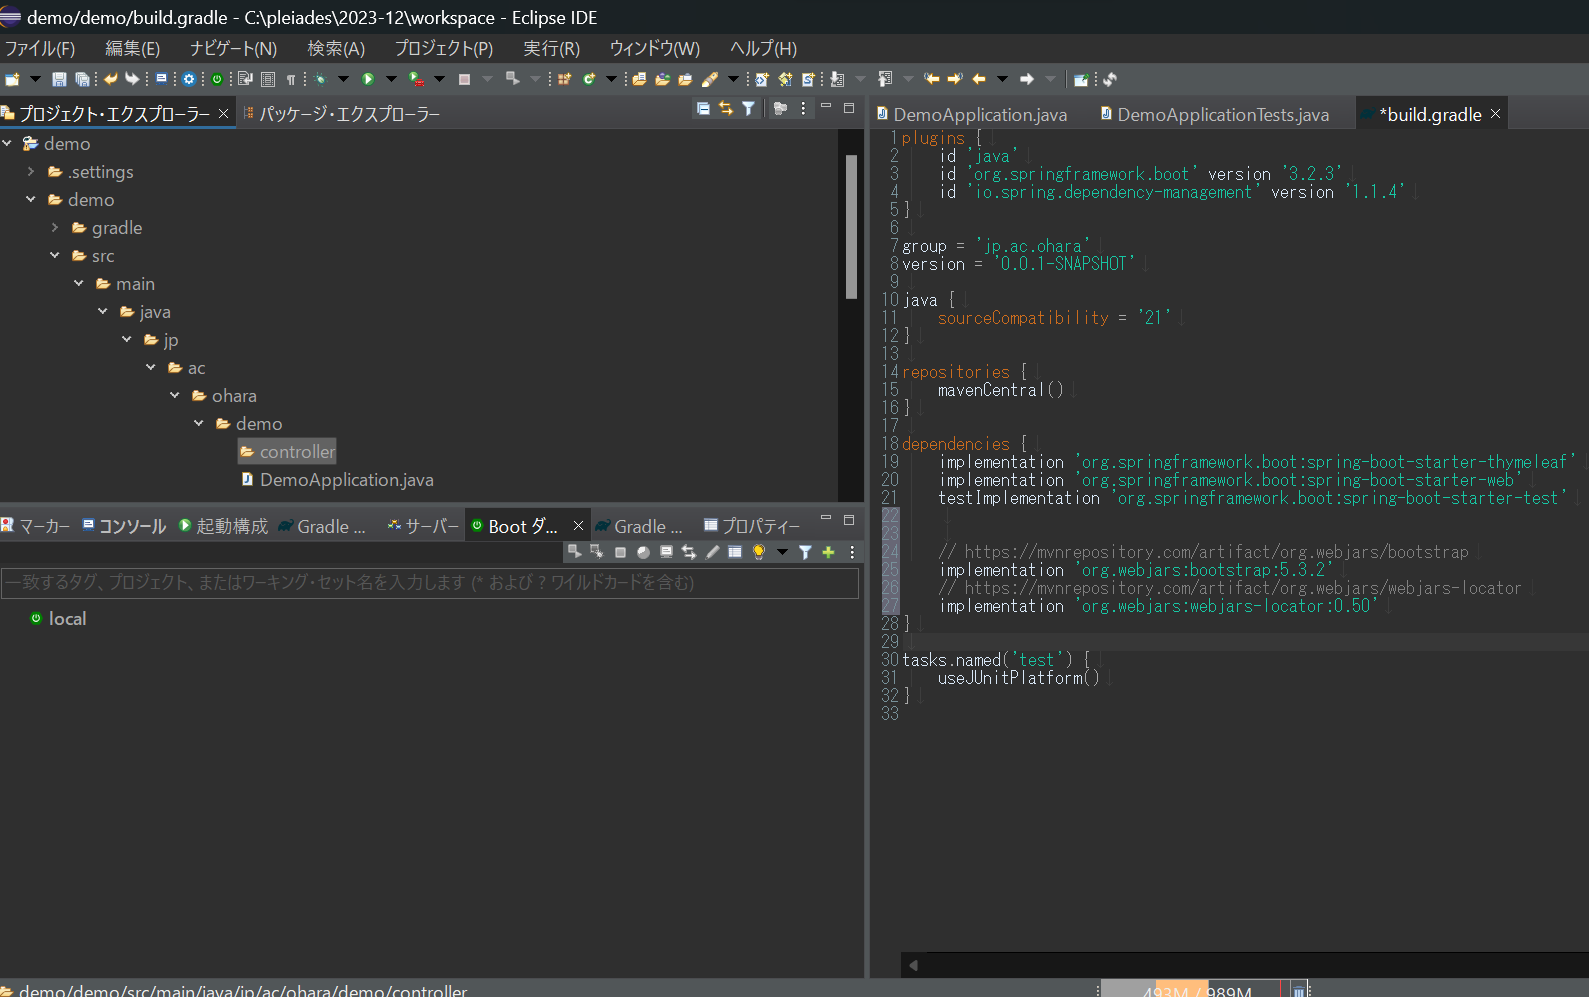 demo/demo/build.gradle - C:\pleiades\2023-12\workspace - Eclipse IDE
ファイル(F) 編集(E) ナビゲート(N) 検索(A) プロジェクト(P) 実行(R) ウィンドウ(W) ヘルプ(H)
プロジェクト・エクスプローラー パッケージ・エクスプローラー
demo
.settings
demo
gradle
src
main
java
jp
ac
ohara
demo
controller
DemoApplication.java
マーカー コンソール 起動構成 Gradle ... サーバー Boot ダ... Gradle ... プロパティー
一致するタグ、プロジェクト、またはワーキング・セット名を入力します (* および ? ワイルドカードを含む)
local
DemoApplication.java DemoApplicationTests.java *build.gradle
1 plugins {
2 id 'java'
3 id 'org.springframework.boot' version '3.2.3'
4 id 'io.spring.dependency-management' version '1.1.4'
5 }
6
7 group = 'jp.ac.ohara'
8 version = '0.0.1-SNAPSHOT'
9
10 java {
11 sourceCompatibility = '21'
12 }
13
14 repositories {
15 mavenCentral()
16 }
17
18 dependencies {
19 implementation 'org.springframework.boot:spring-boot-starter-thymeleaf'
20 implementation 'org.springframework.boot:spring-boot-starter-web'
21 testImplementation 'org.springframework.boot:spring-boot-starter-test'
22
23
24 // https://mvnrepository.com/artifact/org.webjars/bootstrap
25 implementation 'org.webjars:bootstrap:5.3.2'
26 // https://mvnrepository.com/artifact/org.webjars/webjars-locator
27 implementation 'org.webjars:webjars-locator:0.50'
28 }
29
30 tasks.named('test') {
31 useJUnitPlatform()
32 }
33
demo/demo/src/main/java/jp/ac/ohara/demo/controller
493M / 989M